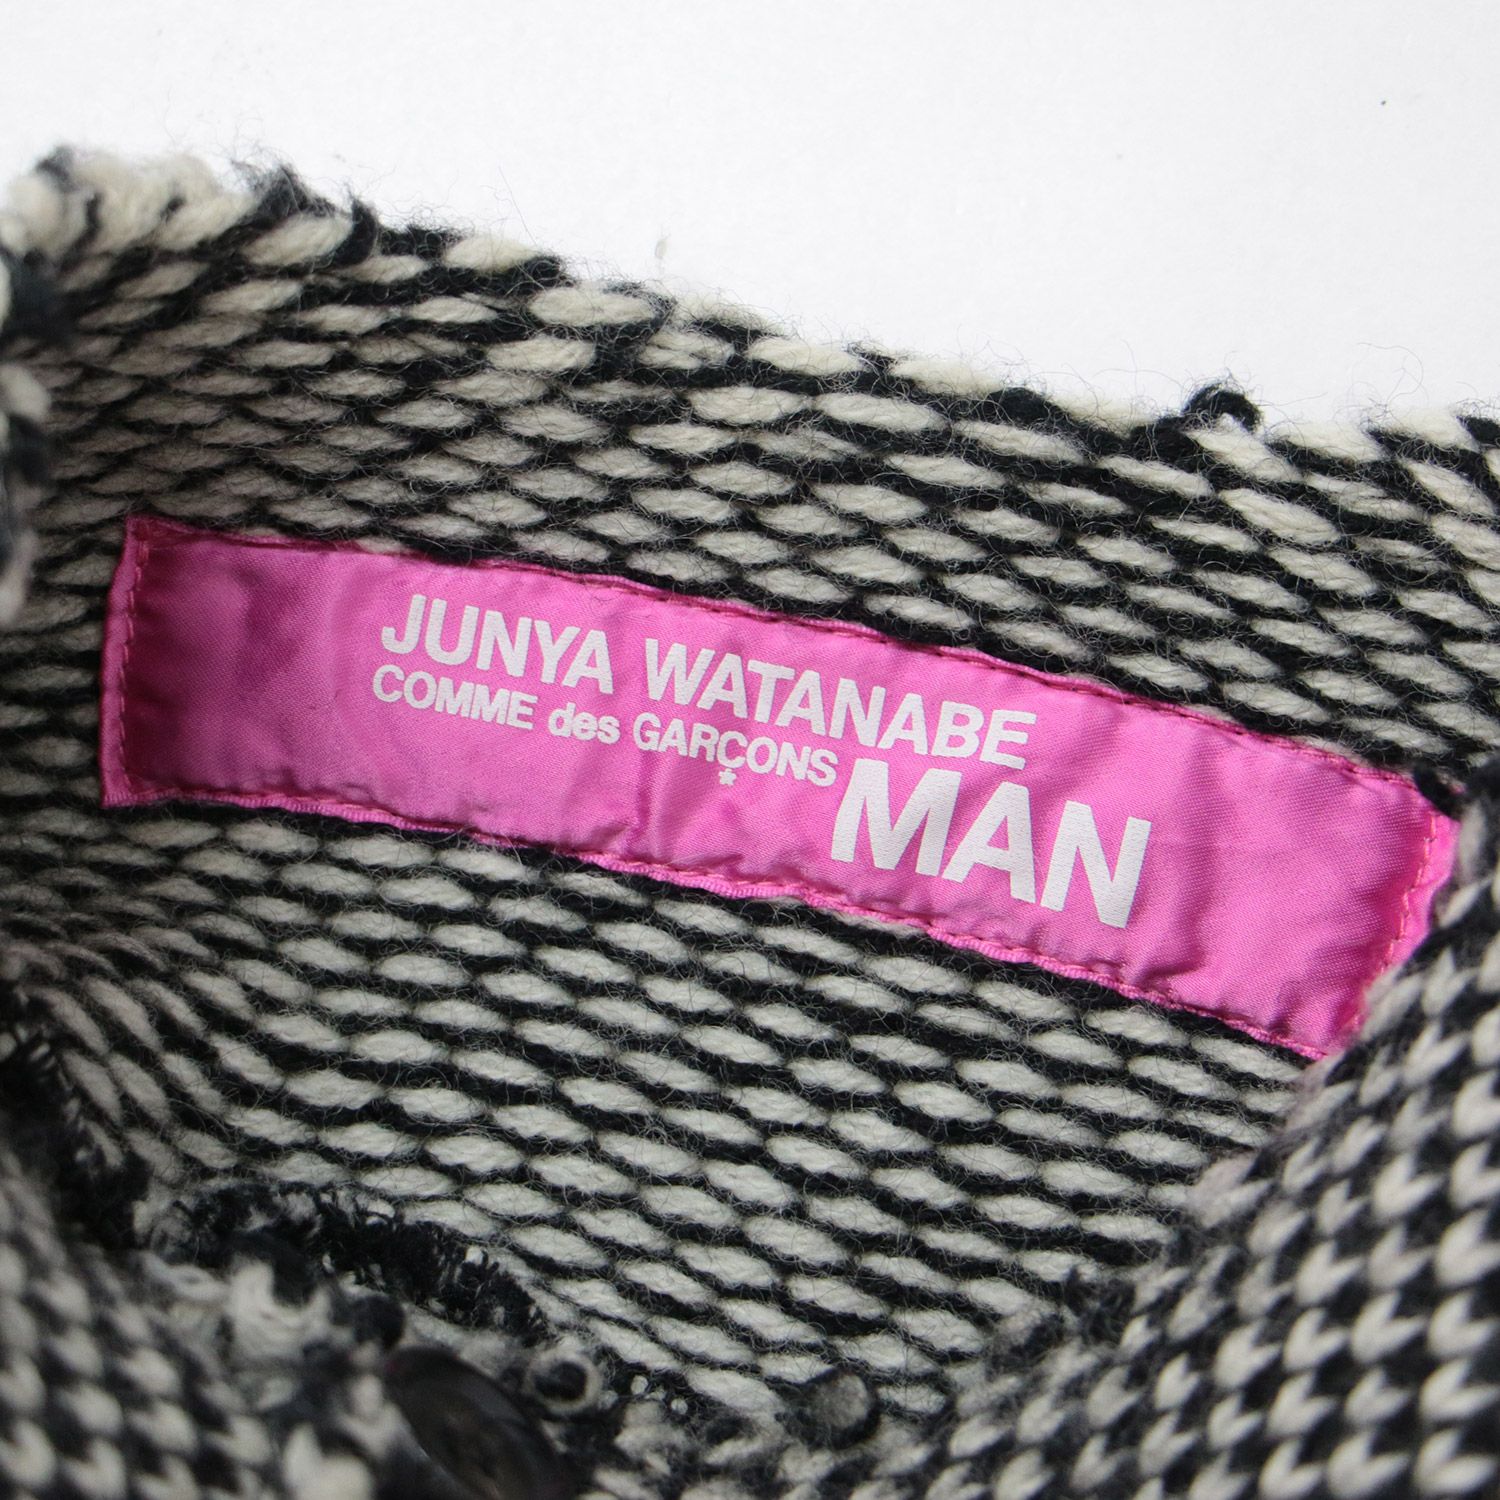 JUNYA WATANABE
COMME des GARÇONS
* MAN